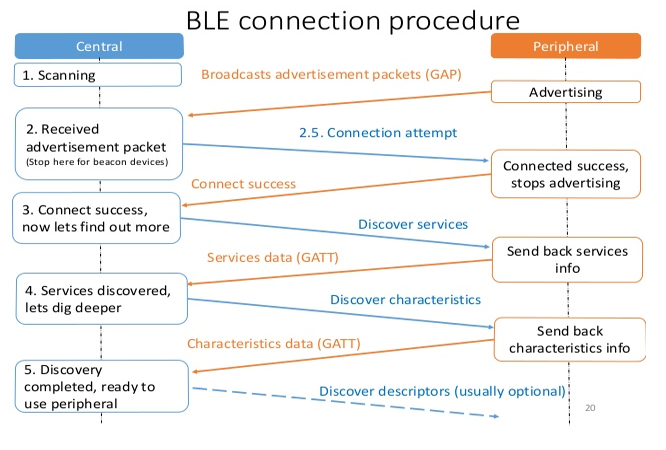 BLE connection procedure
Central
Peripheral
1. Scanning
Broadcasts advertisement packets (GAP)
Advertising
2. Received
advertisement packet
(Stop here for beacon devices)
2.5. Connection attempt
Connected success,
stops advertising
Connect success
3. Connect success,
now lets find out more
Discover services
Send back services
info
Services data (GATT)
4. Services discovered,
lets dig deeper
Discover characteristics
Send back
characteristics info
Characteristics data (GATT)
5. Discovery
completed, ready to
use peripheral
Discover descriptors (usually optional)
20